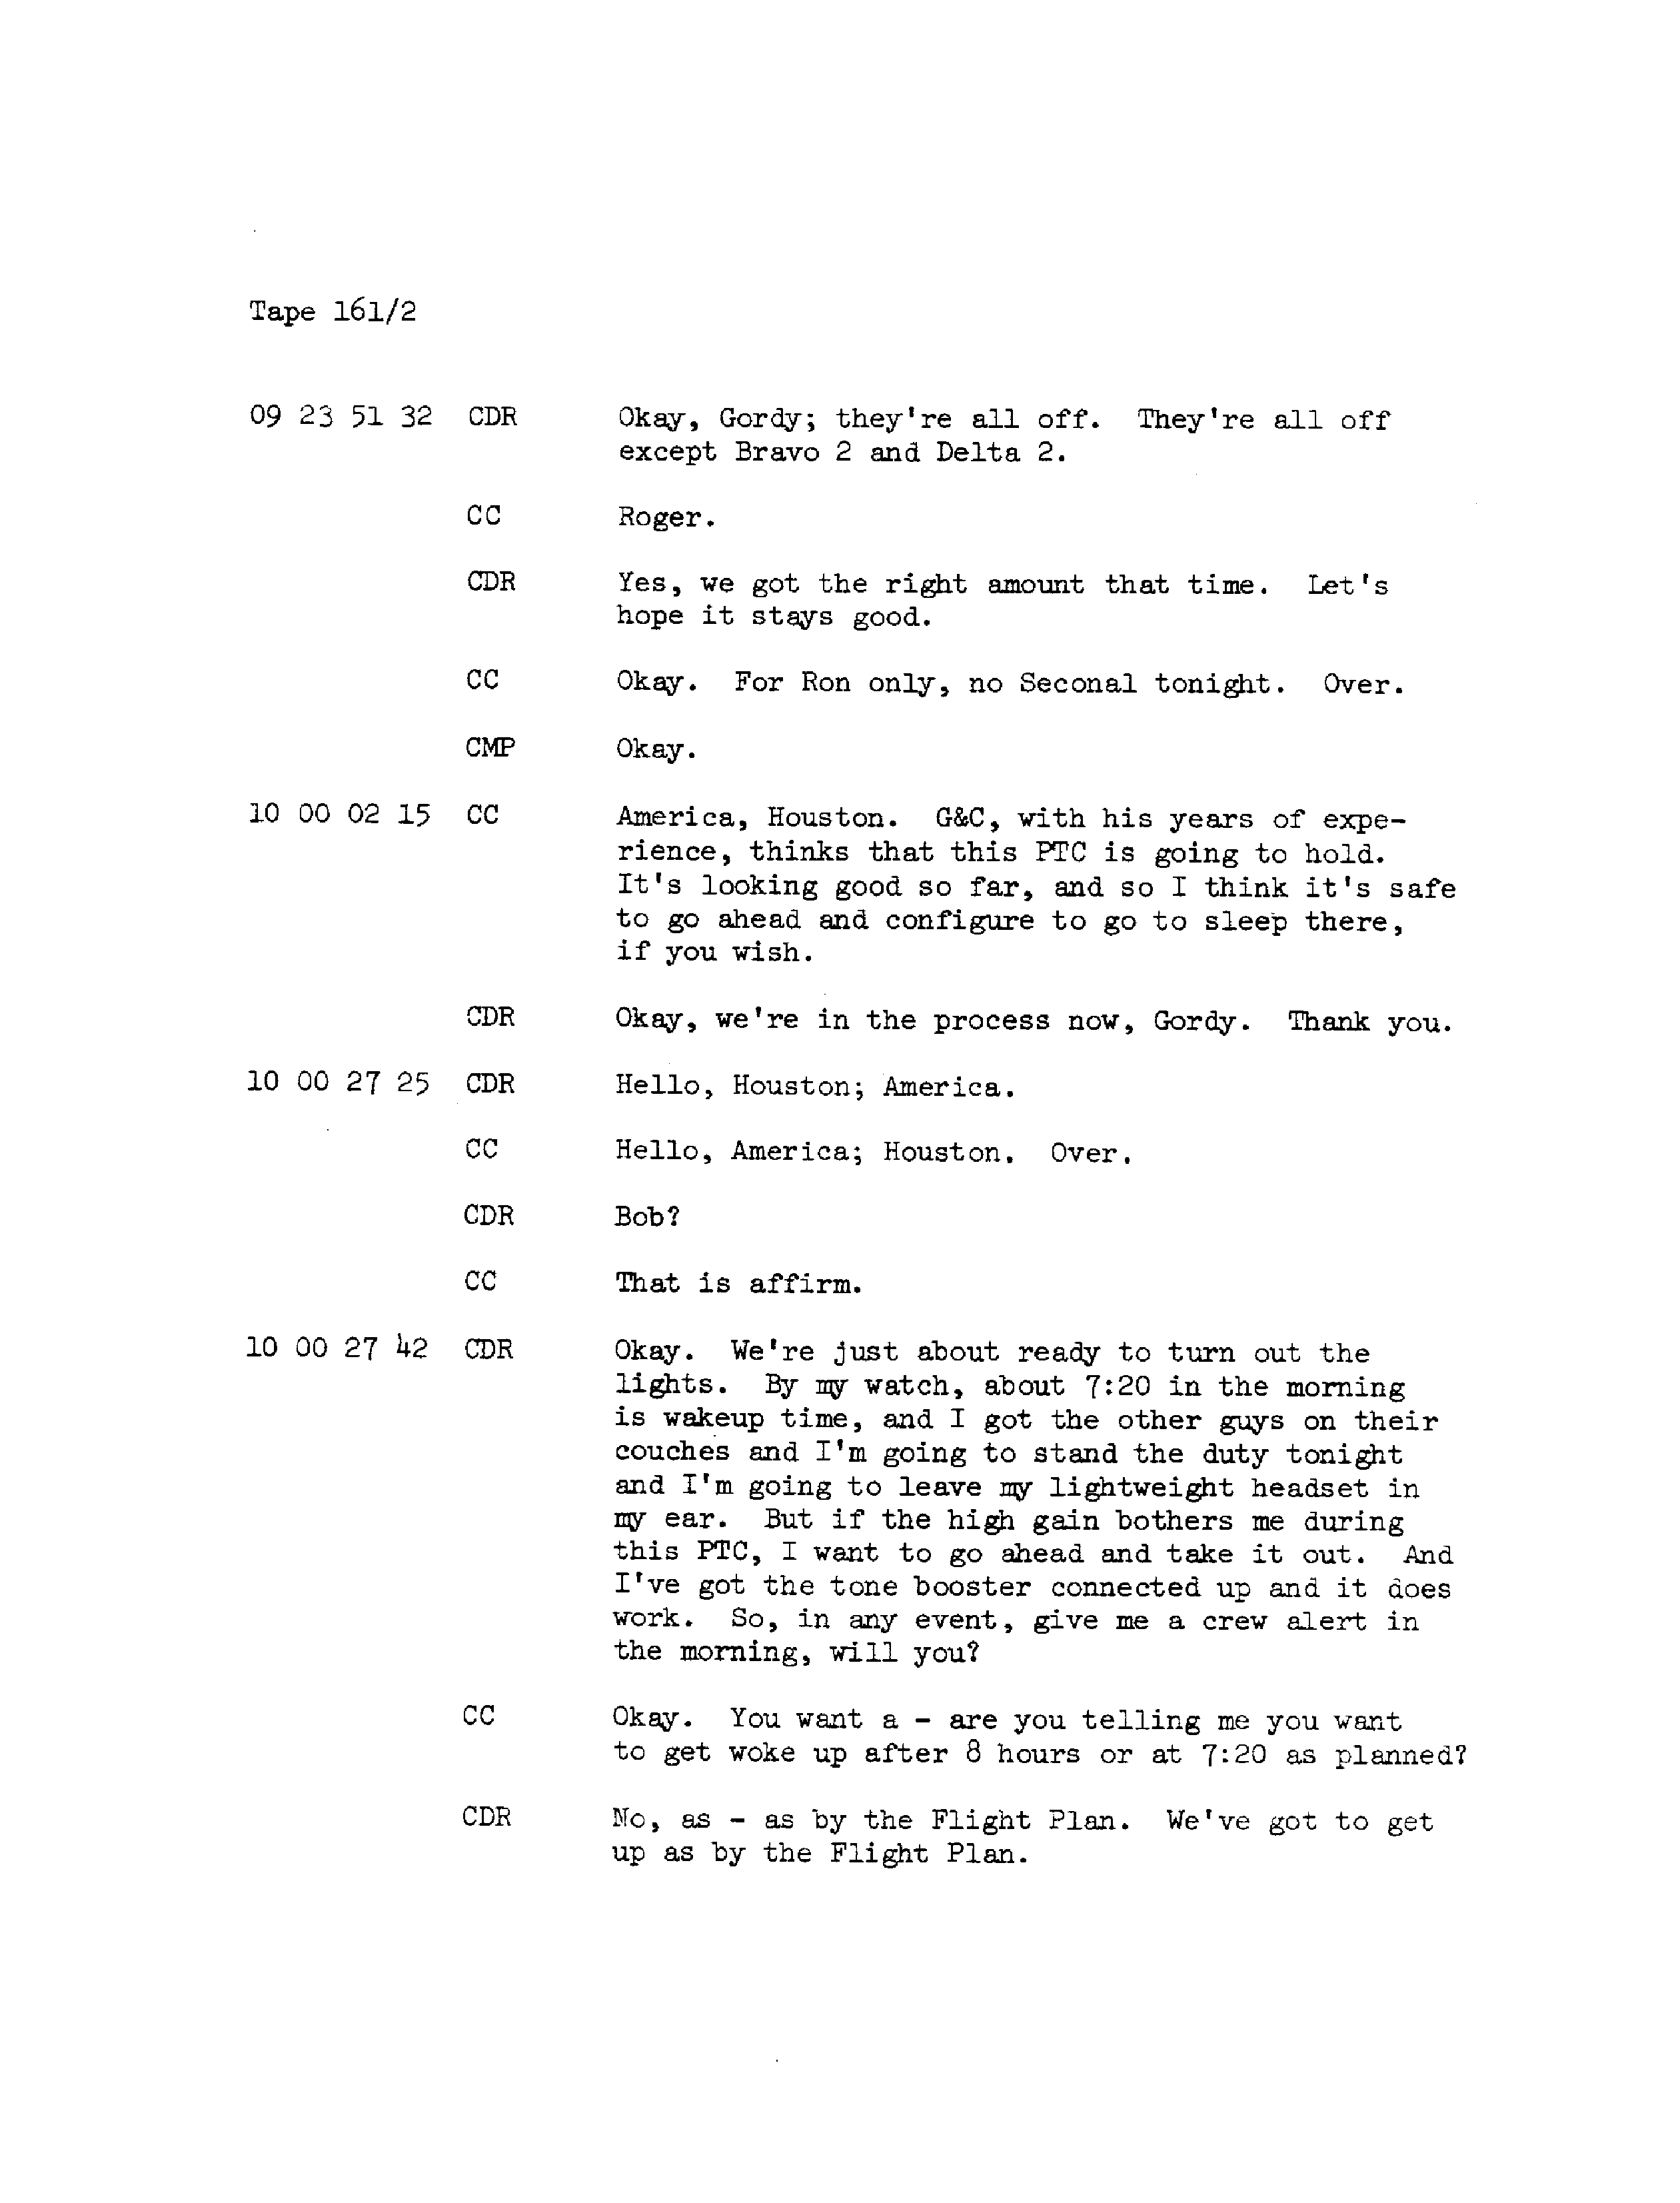 Tape 161/2
09 23 51 32 CDR Okay, Gordy; they're all off. They're all off
except Bravo 2 and Delta 2.
CC Roger.
CDR Yes, we got the right amount that time. Let's
hope it stays good.
CC Okay. For Ron only, no Seconal tonight. Over.
CMP Okay.
10 00 02 15 CC America, Houston. G&C, with his years of expe-
rience, thinks that this PTC is going to hold.
It's looking good so far, and so I think it's safe
to go ahead and configure to go to sleep there,
if you wish.
CDR Okay, we're in the process now, Gordy. Thank you.
10 00 27 25 CDR Hello, Houston; America.
CC Hello, America; Houston. Over.
CDR Bob?
CC That is affirm.
10 00 27 42 CDR Okay. We're just about ready to turn out the
lights. By my watch, about 7:20 in the morning
is wakeup time, and I got the other guys on their
couches and I'm going to stand the duty tonight
and I'm going to leave my lightweight headset in
my ear. But if the high gain bothers me during
this PTC, I want to go ahead and take it out. And
I've got the tone booster connected up and it does
work. So, in any event, give me a crew alert in
the morning, will you?
CC Okay. You want a - are you telling me you want
to get woke up after 8 hours or at 7:20 as planned?
CDR No, as - as by the Flight Plan. We've got to get
up as by the Flight Plan.